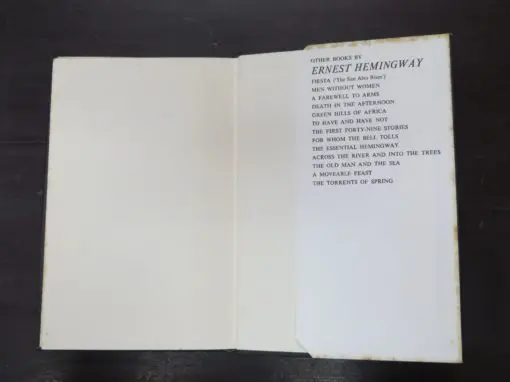 OTHER BOOKS BY
ERNEST HEMINGWAY
FIESTA ('The Sun Also Rises')
MEN WITHOUT WOMEN
A FAREWELL TO ARMS
DEATH IN THE AFTERNOON
GREEN HILLS OF AFRICA
TO HAVE AND HAVE NOT
THE FIRST FORTY-NINE STORIES
FOR WHOM THE BELL TOLLS
THE ESSENTIAL HEMINGWAY
ACROSS THE RIVER AND INTO THE TREES
THE OLD MAN AND THE SEA
A MOVEABLE FEAST
THE TORRENTS OF SPRING